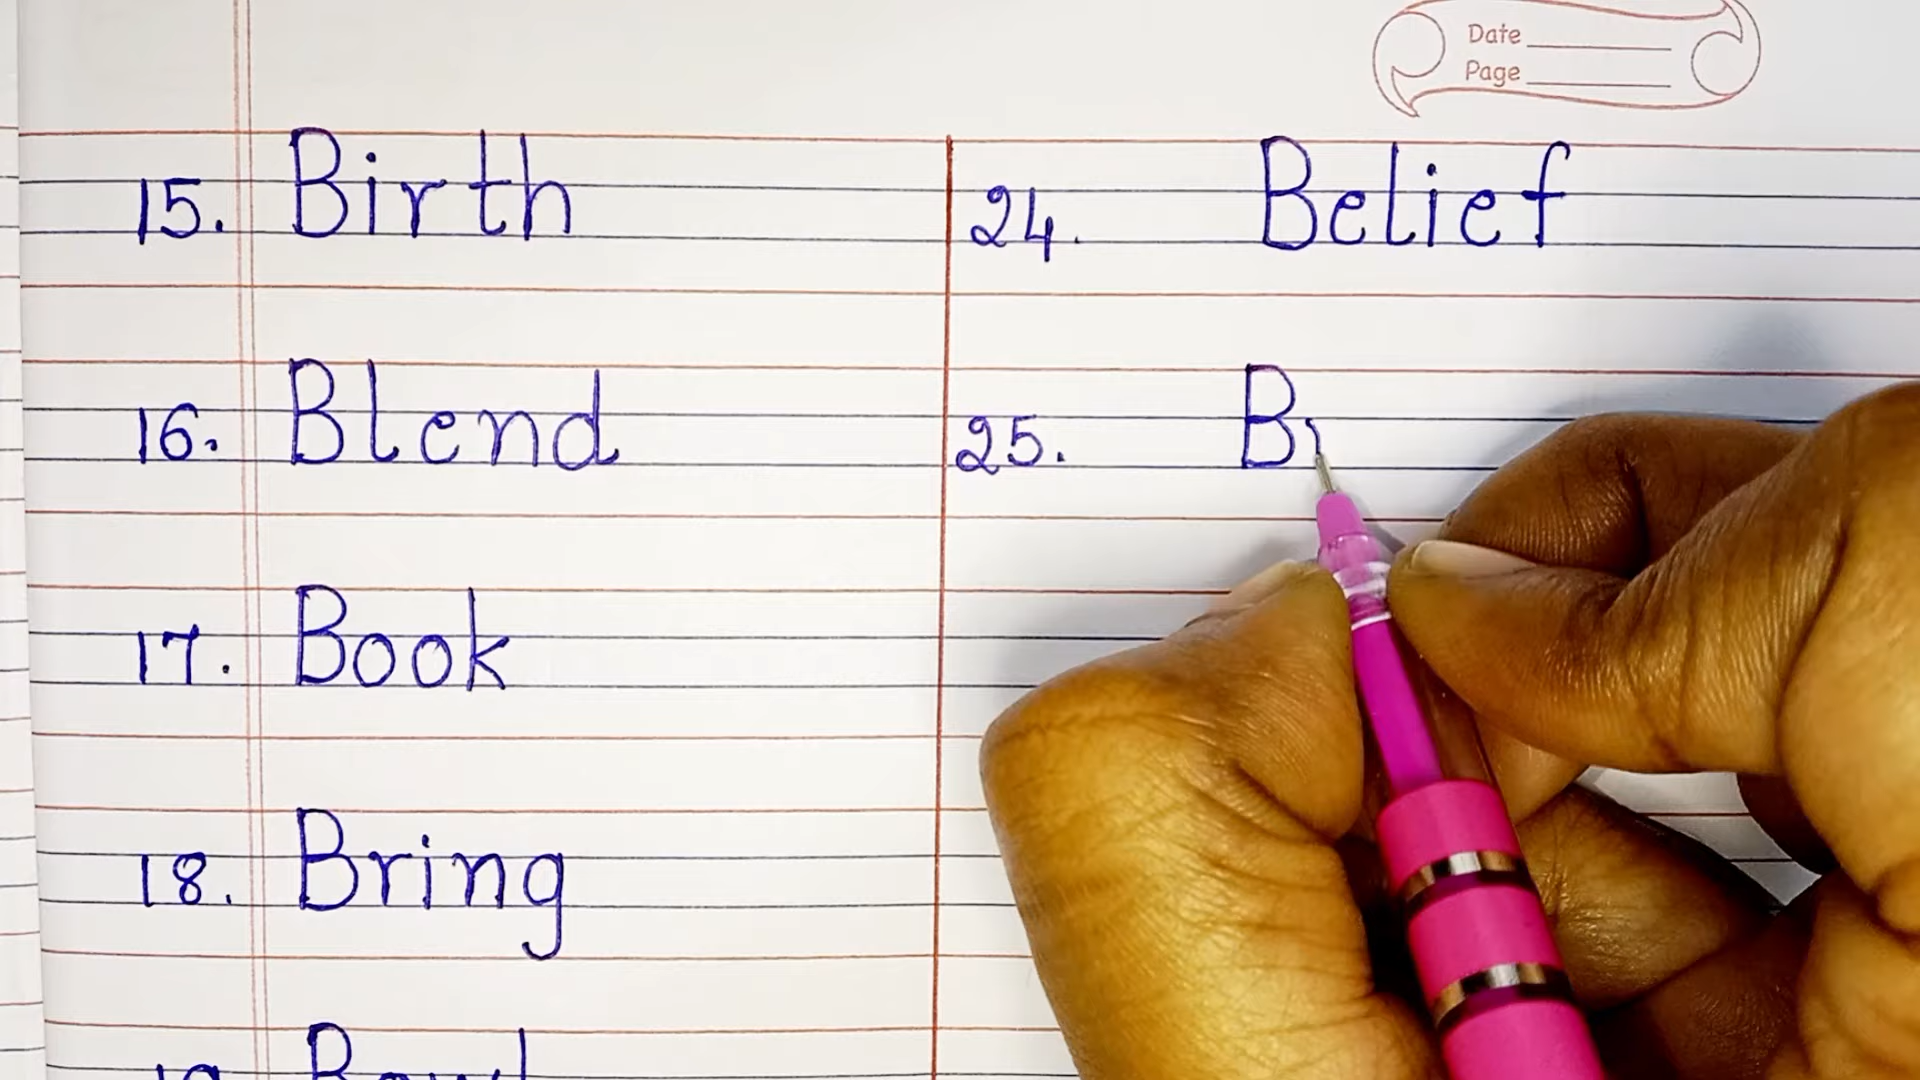 Date
Page
15. Birth
16. Blend
17. Book
18. Bring
24. Belief
25. B